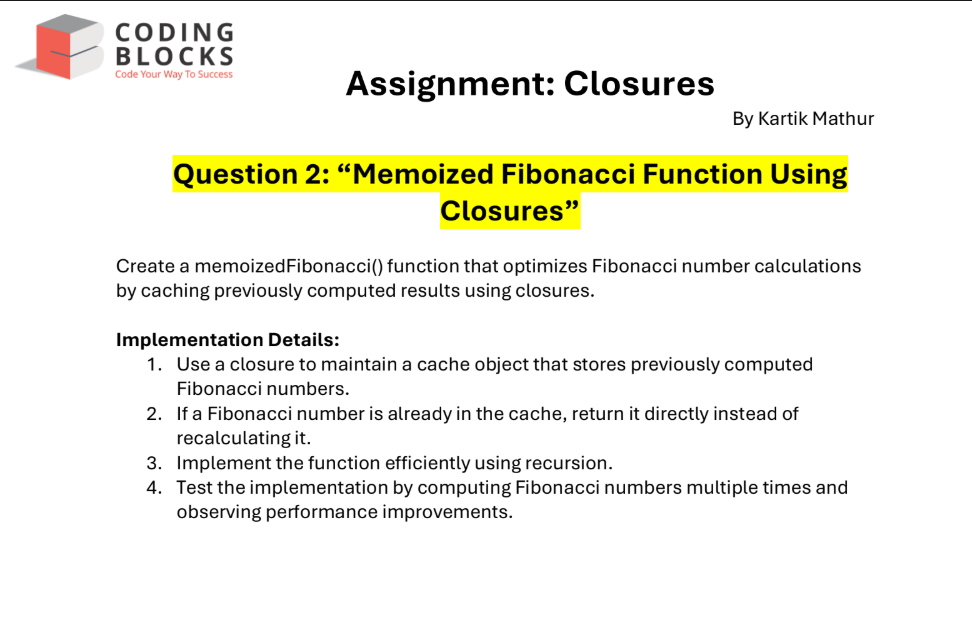 CODING
BLOCKS
Code Your Way To Success
Assignment: Closures
By Kartik Mathur
Question 2: “Memoized Fibonacci Function Using
Closures”
Create a memoizedFibonacci() function that optimizes Fibonacci number calculations
by caching previously computed results using closures.
Implementation Details:
1. Use a closure to maintain a cache object that stores previously computed
Fibonacci numbers.
2. If a Fibonacci number is already in the cache, return it directly instead of
recalculating it.
3. Implement the function efficiently using recursion.
4. Test the implementation by computing Fibonacci numbers multiple times and
observing performance improvements.